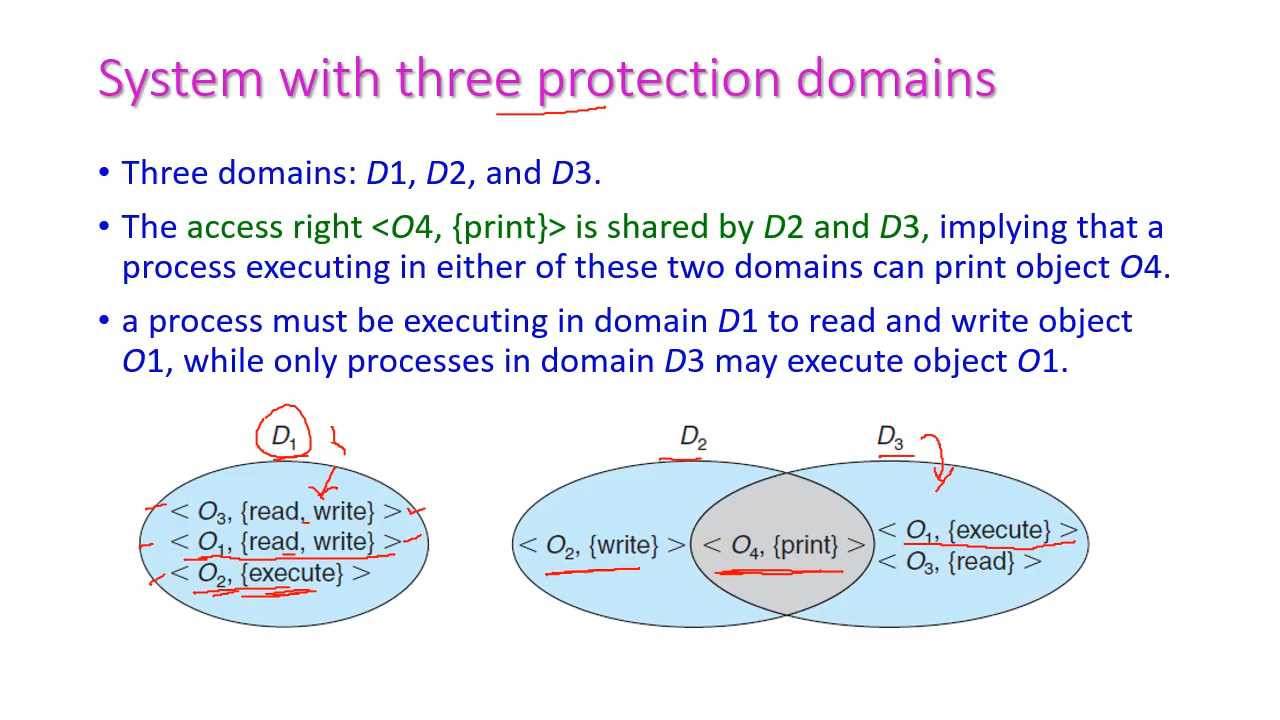 System with three protection domains
• Three domains: D1, D2, and D3.
• The access right <O4, {print}> is shared by D2 and D3, implying that a
process executing in either of these two domains can print object O4.
• a process must be executing in domain D1 to read and write object
O1, while only processes in domain D3 may execute object O1.
D₁
D₂
D₃
< O₃, {read, write} >
< O₁, {read, write} >
< O₂, {execute} >
< O₂, {write} >
< O₄, {print} >
< O₁, {execute} >
< O₃, {read} >